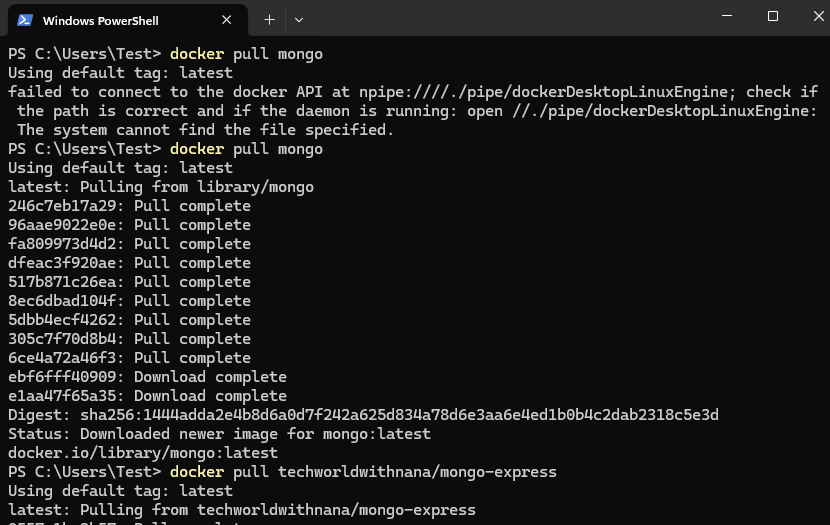 Windows PowerShell
PS C:\Users\Test> docker pull mongo
Using default tag: latest
failed to connect to the docker API at npipe:////./pipe/dockerDesktopLinuxEngine; check if
the path is correct and if the daemon is running: open //./pipe/dockerDesktopLinuxEngine:
The system cannot find the file specified.
PS C:\Users\Test> docker pull mongo
Using default tag: latest
latest: Pulling from library/mongo
246c7eb17a29: Pull complete
96aae9022e0e: Pull complete
fa809973d4d2: Pull complete
dfeac3f920ae: Pull complete
517b871c26ea: Pull complete
8ec6dbad104f: Pull complete
5dbb4ecf4262: Pull complete
305c7f70d8b4: Pull complete
6ce4a72a46f3: Pull complete
ebf6fff40909: Download complete
e1aa47f65a35: Download complete
Digest: sha256:1444adda2e4b8d6a0d7f242a625d834a78d6e3aa6e4ed1b0b4c2dab2318c5e3d
Status: Downloaded newer image for mongo:latest
docker.io/library/mongo:latest
PS C:\Users\Test> docker pull techworldwithnana/mongo-express
Using default tag: latest
latest: Pulling from techworldwithnana/mongo-express